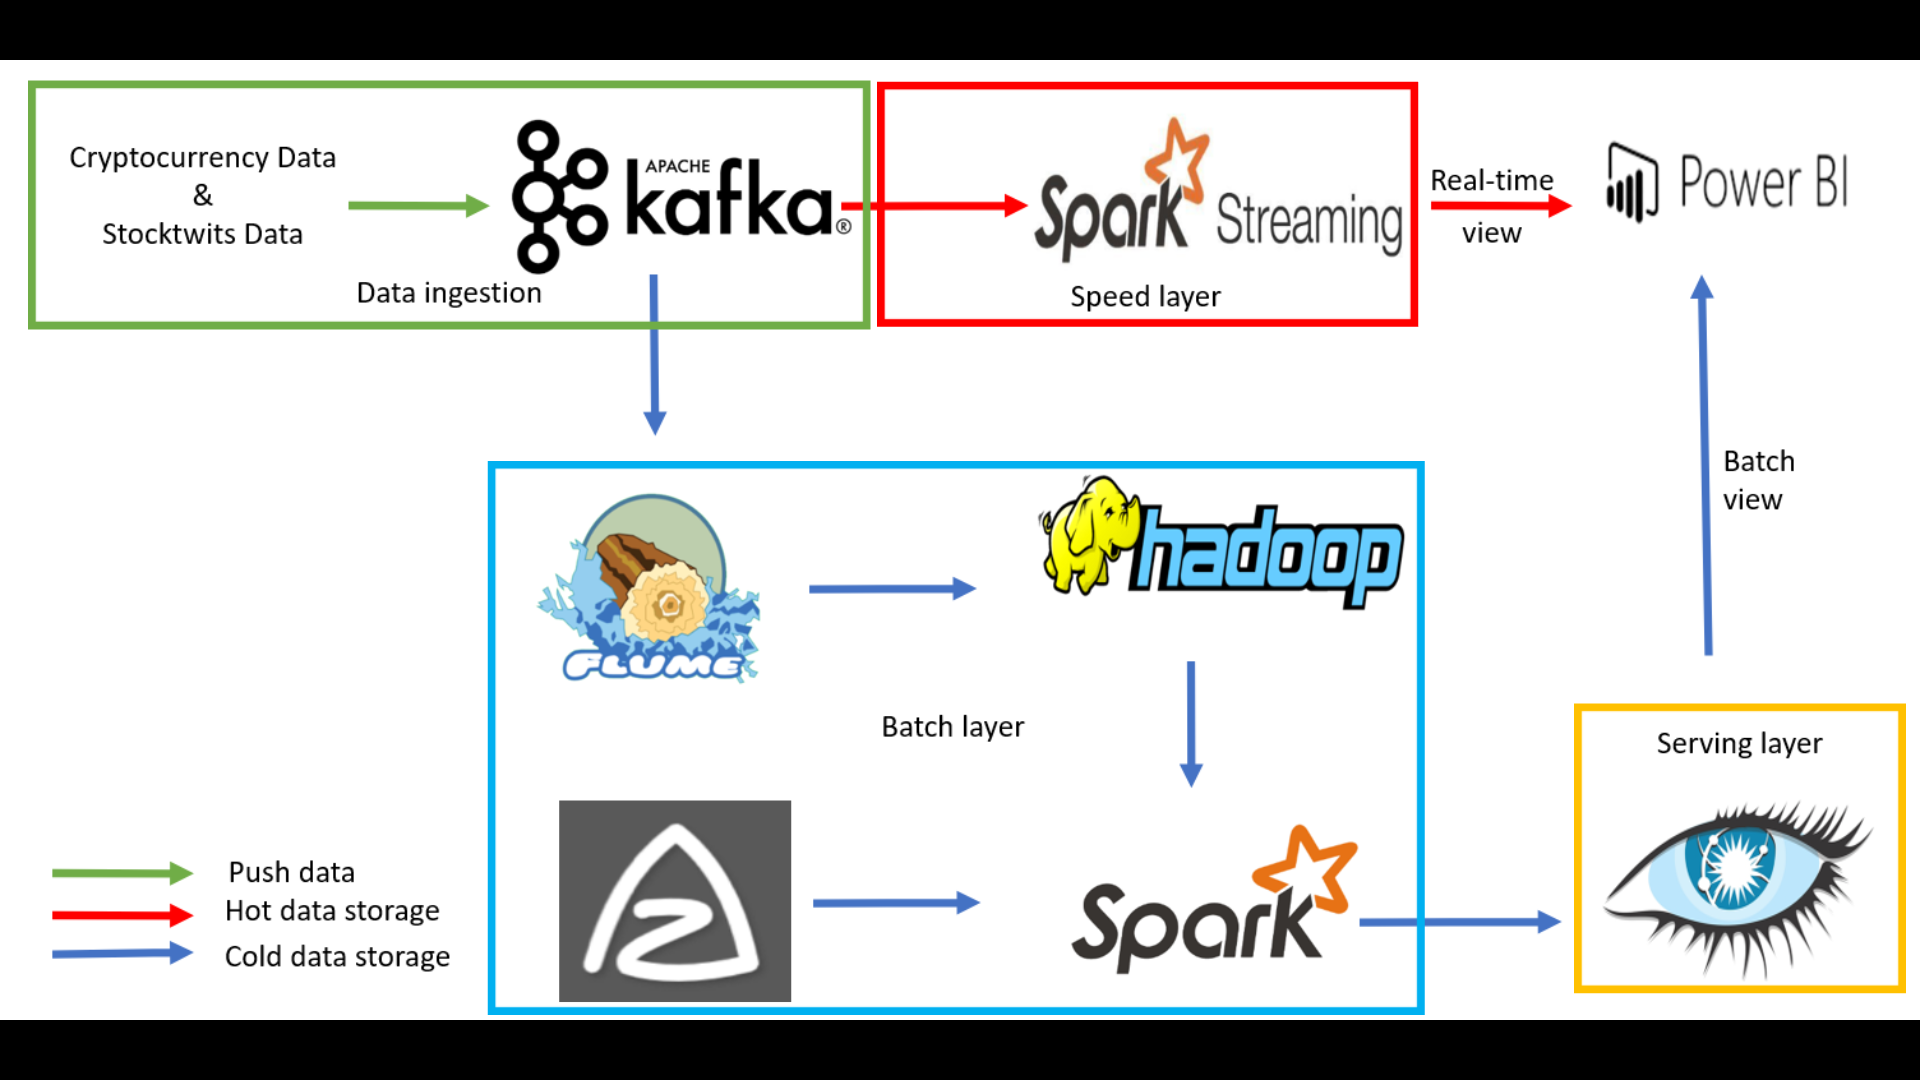 Cryptocurrency Data
&
Stocktwits Data
Data ingestion
APACHE
kafka®
Spark Streaming
Speed layer
Real-time
view
Power BI
Batch
view
FLUME
hadoop
Batch layer
Serving layer
Z
Spark
Push data
Hot data storage
Cold data storage